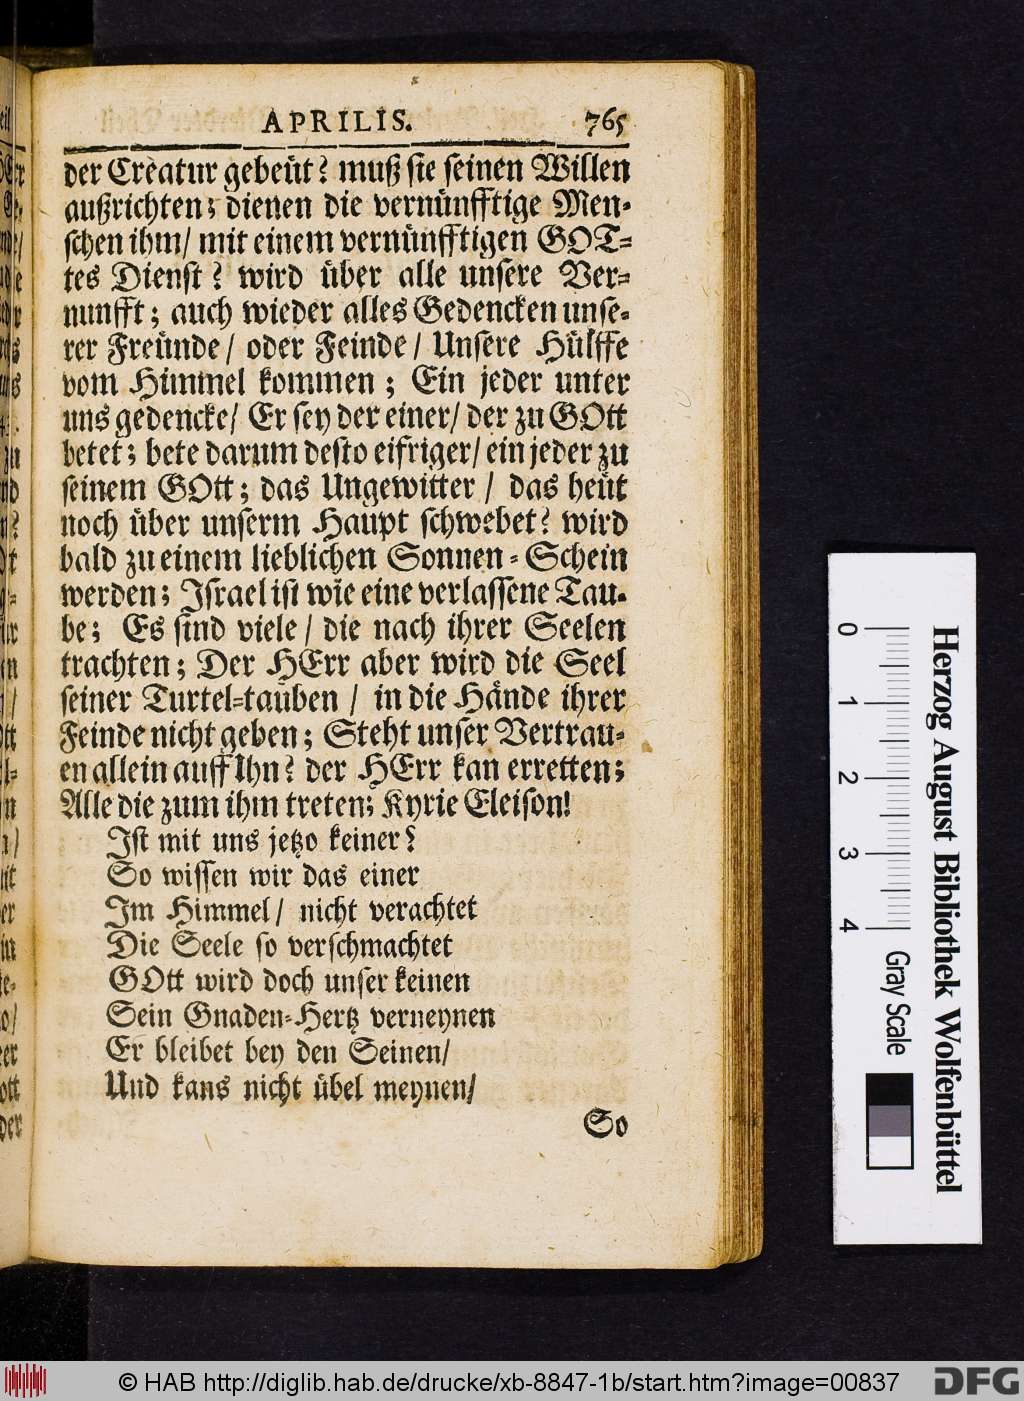 APRILIS. 765
der Creatur gebeüt? muß sie seinen Willen
außrichten; dienen die vernünfftige Men-
schen ihm/ mit einem vernünfftigen GOT-
tes Dienst? wird über alle unsere Ver-
nunfft; auch wieder alles Gedencken unse-
rer Freünde/ oder Feinde/ Unsere Hülffe
vom Himmel kommen; Ein jeder unter
uns gedencke/ Er sey der einer/ der zu GOtt
betet; bete darum desto eifriger/ ein jeder zu
seinem GOtt; das Ungewitter/ das heüt
noch über unserm Haupt schwebet? wird
bald zu einem lieblichen Sonnen-Schein
werden; Israel ist wie eine verlassene Tau-
be; Es sind viele/ die nach ihrer Seelen
trachten; Der HErr aber wird die Seel
seiner Turtel-taüben/ in die Hände ihrer
Feinde nicht geben; Steht unser Vertrau-
en allein auff Ihn? der HErr kan erretten;
Alle die zum ihm treten; Kyrie Eleison!
Ist mit uns jetzo keiner?
So wissen wir das einer
Im Himmel/ nicht verachtet
Die Seele so verschmachtet
GOtt wird doch unser keinen
Sein Gnaden-Hertz verneynen
Er bleibet bey den Seinen/
Und kans nicht übel meynen/
So
0 1 2 3 4
Herzog August Bibliothek Wolfenbüttel
Gray Scale
© HAB http://diglib.hab.de/drucke/xb-8847-1b/start.htm?image=00837
DFG